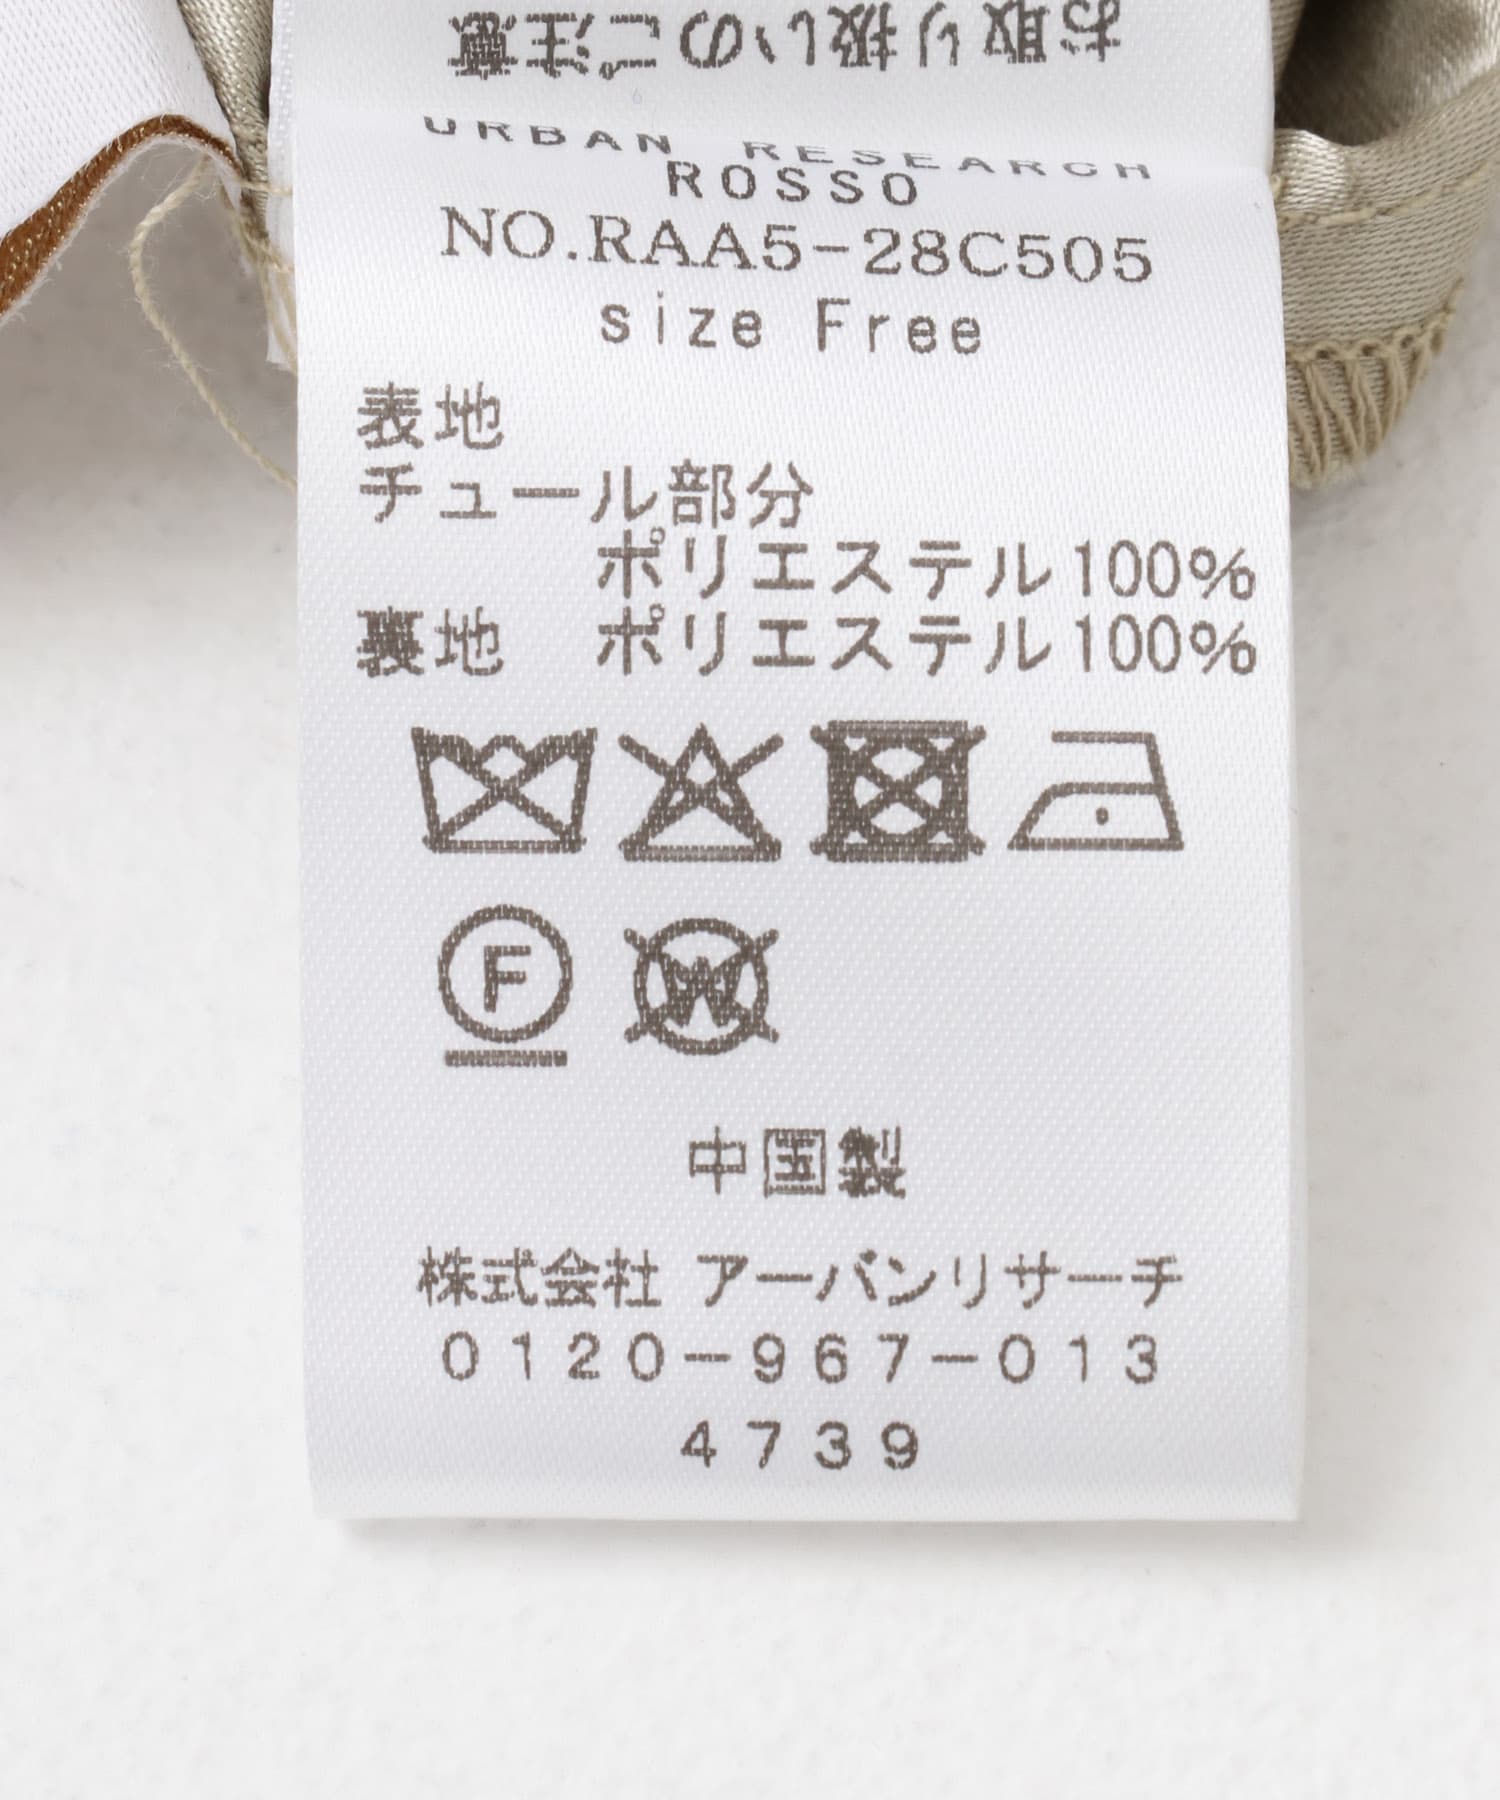 お取り扱いのご注意
URBAN RESEARCH
ROSSO
NO.RAA5-28C505
size Free
表地
チュール部分
ポリエステル100%
裏地 ポリエステル100%
F W
中国製
株式会社 アーバンリサーチ
0120-967-013
4739